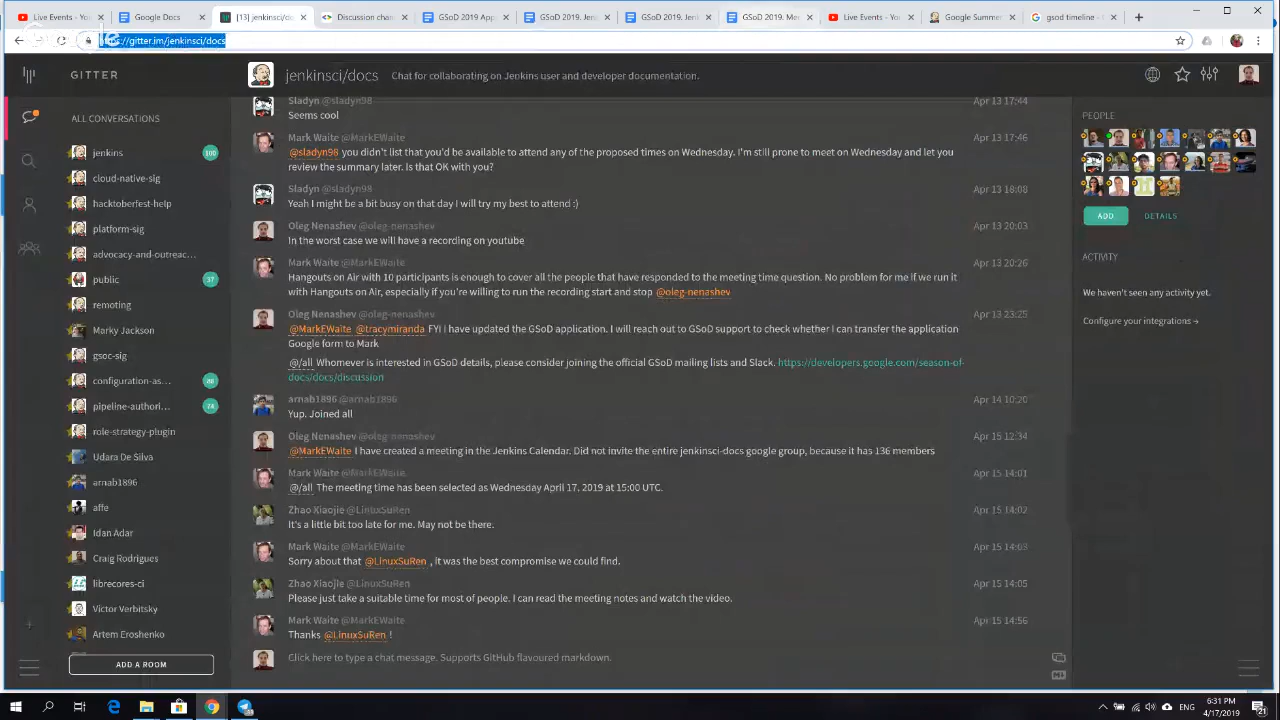 Live Events - You
Google Docs
[13] jenkinsci/do
Discussion chan
GSoD 2019 App
GSoD 2019. Jen
GSoD 2019. Jenk
GSoD 2019. Me
Live Events - You
Google Summe
gsod timeline - G
https://gitter.im/jenkinsci/docs
GITTER
jenkinsci/docs
Chat for collaborating on Jenkins user and developer documentation.
ALL CONVERSATIONS
jenkins 100
cloud-native-sig
hacktoberfest-help
platform-sig
advocacy-and-outreac...
public 37
remoting
Marky Jackson
gsoc-sig
configuration-as...
pipeline-authori... 74
role-strategy-plugin
Udara De Silva
arnab1896
affe
Idan Adar
Craig Rodrigues
librecores-ci
Victor Verbitsky
Artem Eroshenko
ADD A ROOM
Sladyn @sladyn98 Apr 13 17:44
Seems cool
Mark Waite @MarkEWaite Apr 13 17:46
@sladyn98 you didn't list that you'd be available to attend any of the proposed times on Wednesday. I'm still prone to meet on Wednesday and let you
review the summary later. Is that OK with you?
Sladyn @sladyn98 Apr 13 18:08
Yeah I might be a bit busy on that day I will try my best to attend :)
Oleg Nenashev @oleg-nenashev Apr 13 20:03
In the worst case we will have a recording on youtube
Mark Waite @MarkEWaite Apr 13 20:26
Hangouts on Air with 10 participants is enough to cover all the people that have responded to the meeting time question. No problem for me if we run it
with Hangouts on Air, especially if you're willing to run the recording start and stop @oleg-nenashev
Oleg Nenashev @oleg-nenashev Apr 13 23:25
@MarkEWaite @tracymiranda FYI i have updated the GSoD application. I will reach out to GSoD support to check whether I can transfer the application
Google form to Mark
@/all Whomever is interested in GSoD details, please consider joining the official GSoD mailing lists and Slack. https://developers.google.com/season-of-
docs/docs/discussion
arnab1896 @arnab1896 Apr 14 10:20
Yup. Joined all
Oleg Nenashev @oleg-nenashev Apr 15 12:34
@MarkEWaite I have created a meeting in the Jenkins Calendar. Did not invite the entire jenkinsci-docs google group, because it has 136 members
Mark Waite @MarkEWaite Apr 15 14:01
@/all The meeting time has been selected as Wednesday April 17, 2019 at 15:00 UTC.
Zhao Xiaojie @LinuxSuRen Apr 15 14:02
It's a little bit too late for me. May not be there.
Mark Waite @MarkEWaite Apr 15 14:03
Sorry about that @LinuxSuRen , it was the best compromise we could find.
Zhao Xiaojie @LinuxSuRen Apr 15 14:05
Please just take a suitable time for most of people. I can read the meeting notes and watch the video.
Mark Waite @MarkEWaite Apr 15 14:56
Thanks @LinuxSuRen !
Click here to type a chat message. Supports GitHub flavoured markdown.
PEOPLE
ADD DETAILS
ACTIVITY
We haven't seen any activity yet.
Configure your integrations →
ENG
6:31 PM
4/17/2019